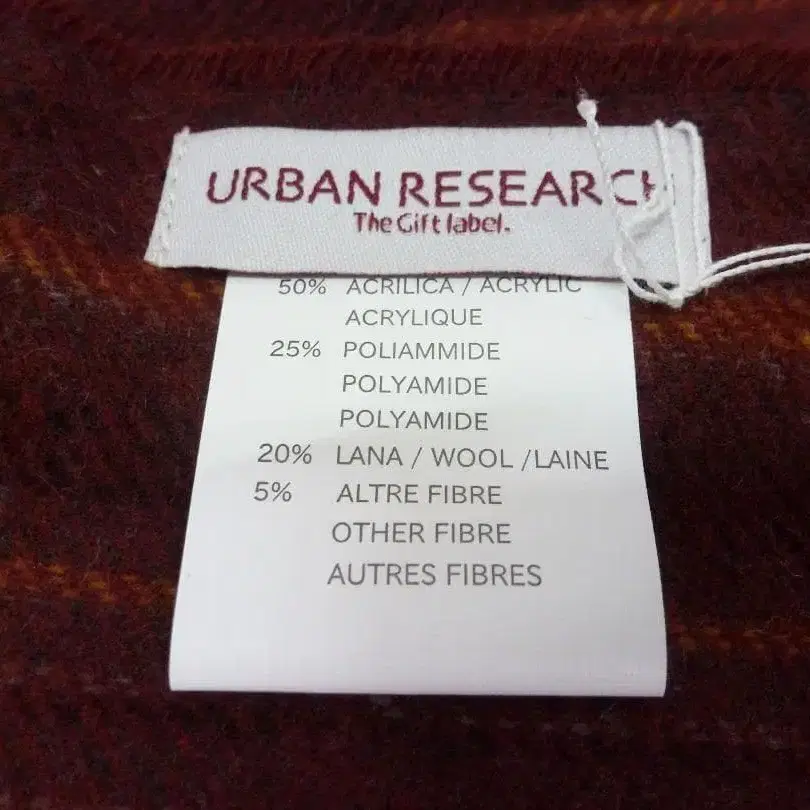 URBAN RESEARCH
The Gift label.
50% ACRILICA / ACRYLIC
ACRYLIQUE
25% POLIAMMIDE
POLYAMIDE
POLYAMIDE
20% LANA / WOOL /LAINE
5% ALTRE FIBRE
OTHER FIBRE
AUTRES FIBRES